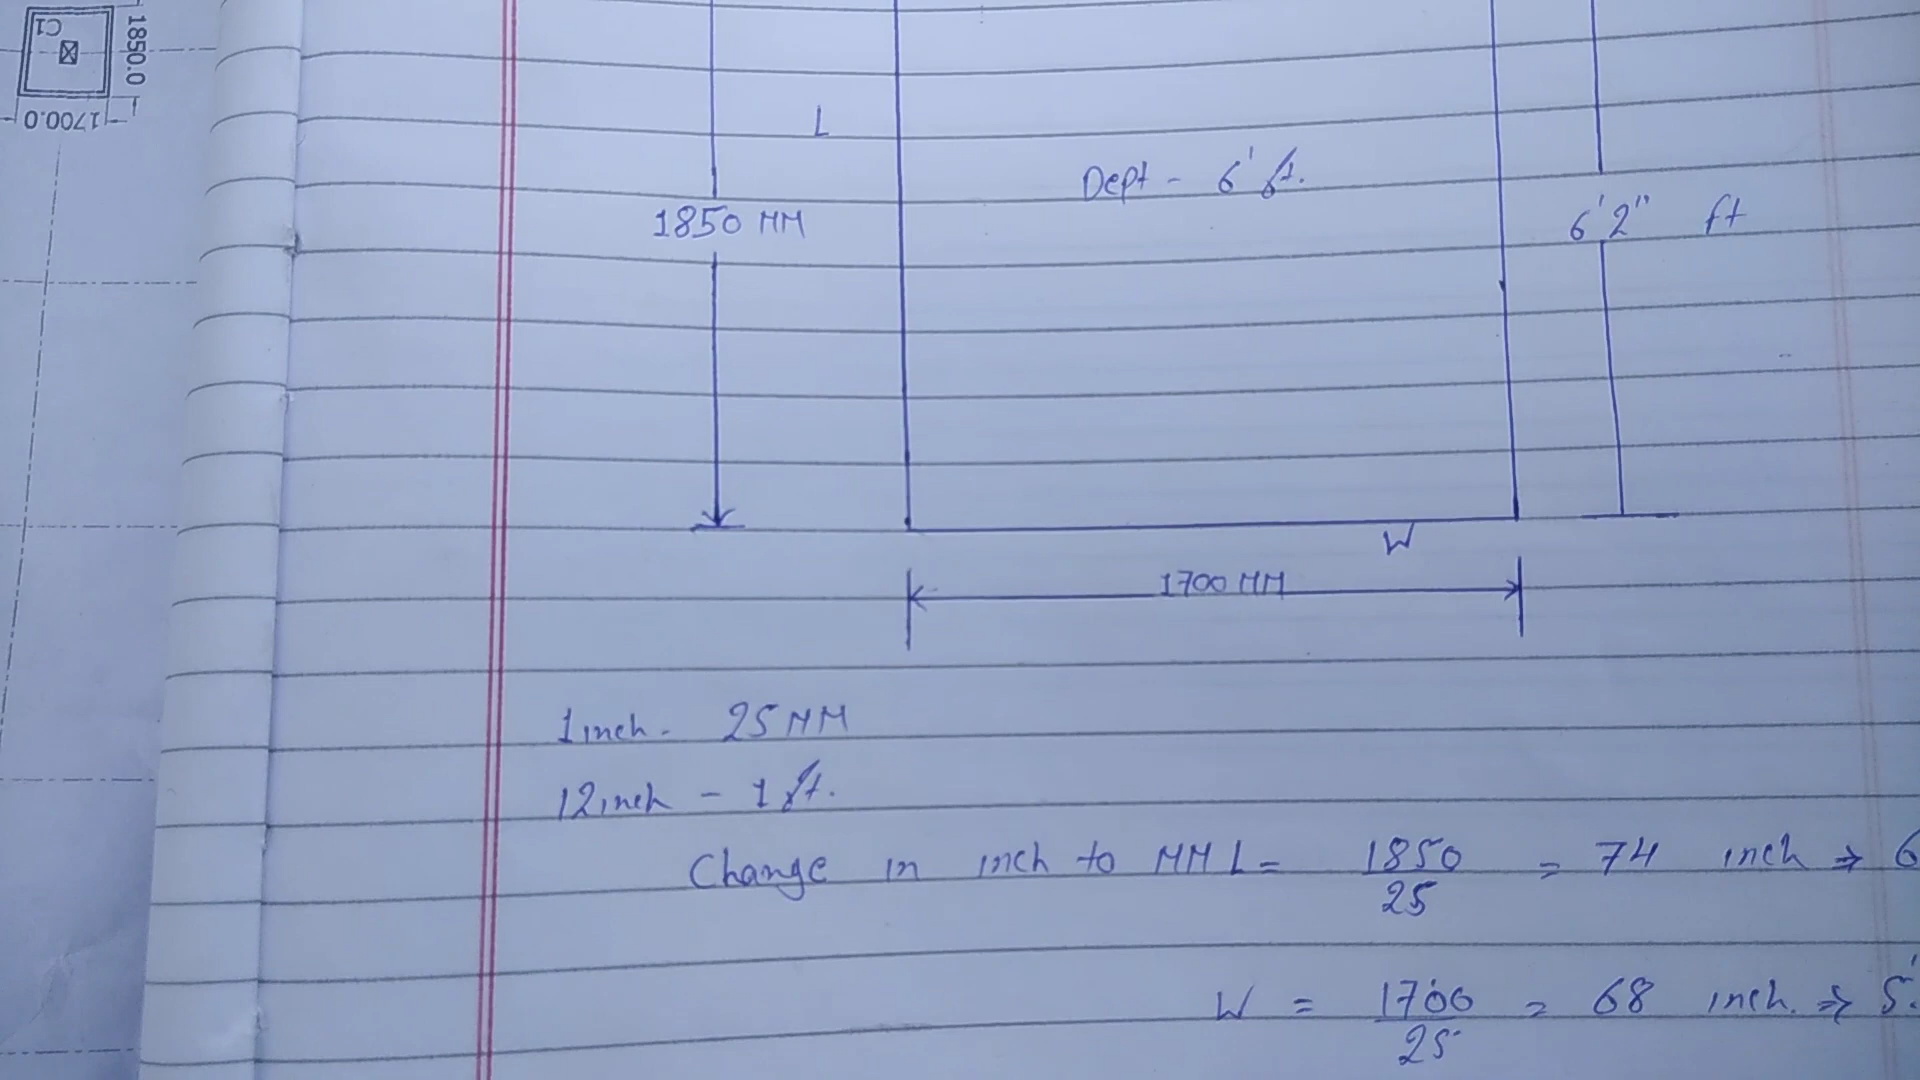 C1
1850.0
1700.0
L
Dept - 6' ft.
1850 MM
6'2" ft
W
1700 MM
1 inch - 25 MM
12 inch - 1 ft.
Change in inch to MM L = 1850/25 = 74 inch ⇒ 6
W = 1700/25 = 68 inch. ⇒ 5'